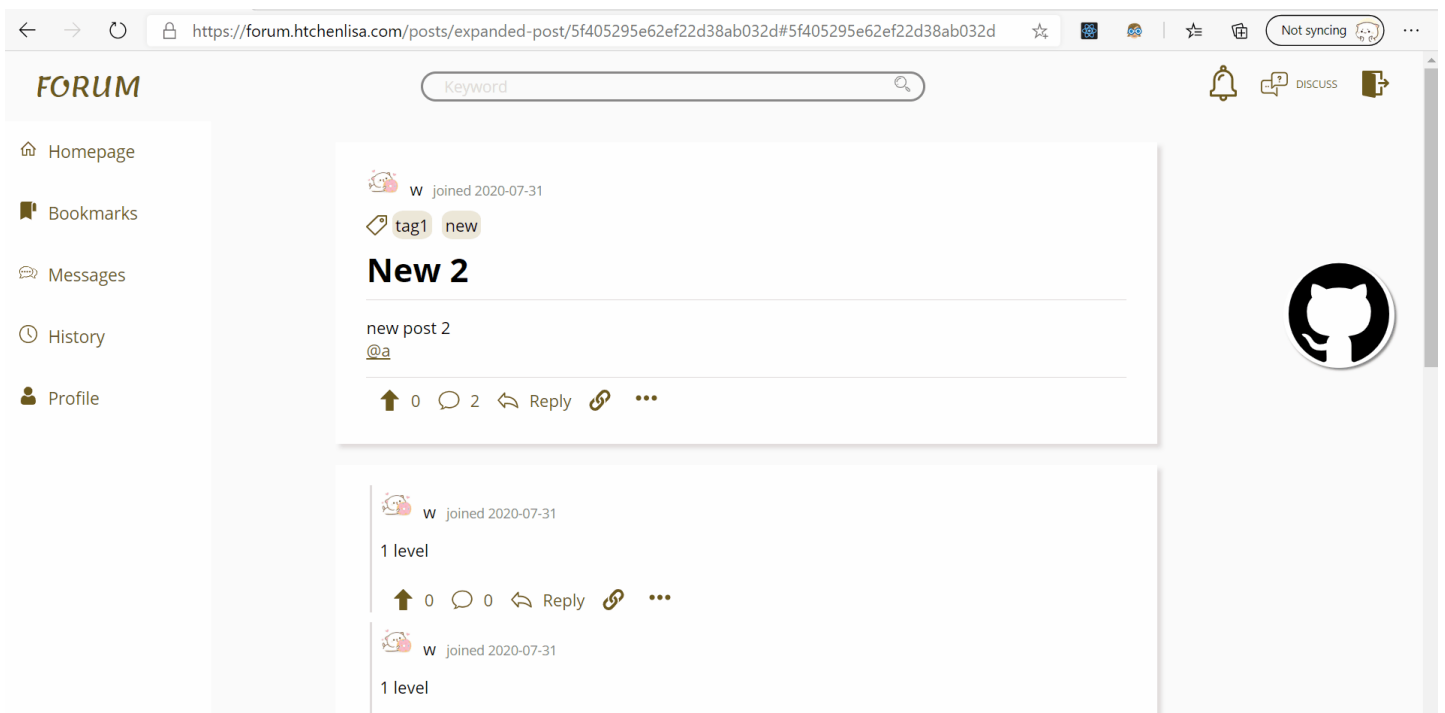 https://forum.htchenlisa.com/posts/expanded-post/5f405295e62ef22d38ab032d#5f405295e62ef22d38ab032d
Not syncing
FORUM
Keyword
DISCUSS
Homepage
Bookmarks
Messages
History
Profile
w joined 2020-07-31
tag1 new
New 2
new post 2
@a
0 2 Reply
w joined 2020-07-31
1 level
0 0 Reply
w joined 2020-07-31
1 level